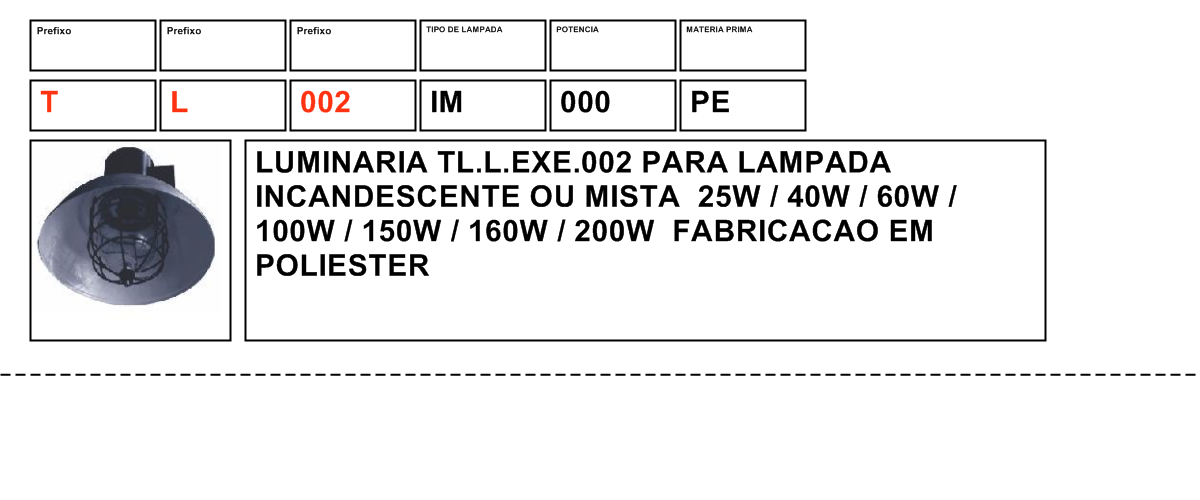 Prefixo Prefixo Prefixo TIPO DE LAMPADA POTENCIA MATERIA PRIMA
T L 002 IM 000 PE
LUMINARIA TL.L.EXE.002 PARA LAMPADA
INCANDESCENTE OU MISTA  25W / 40W / 60W /
100W / 150W / 160W / 200W  FABRICACAO EM
POLIESTER